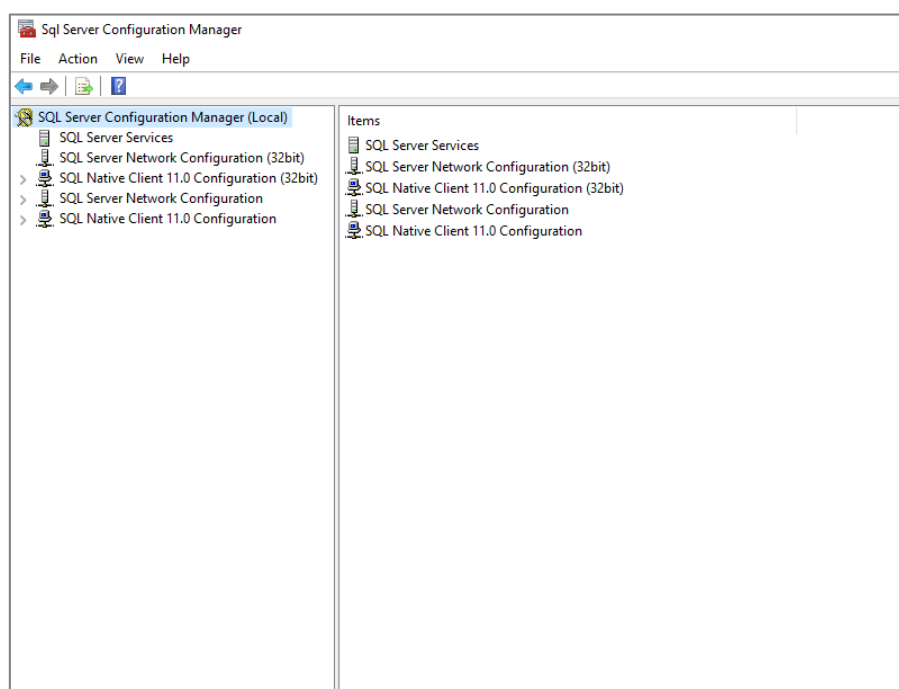 Sql Server Configuration Manager
File Action View Help
?
SQL Server Configuration Manager (Local)
SQL Server Services
SQL Server Network Configuration (32bit)
SQL Native Client 11.0 Configuration (32bit)
SQL Server Network Configuration
SQL Native Client 11.0 Configuration
Items
SQL Server Services
SQL Server Network Configuration (32bit)
SQL Native Client 11.0 Configuration (32bit)
SQL Server Network Configuration
SQL Native Client 11.0 Configuration